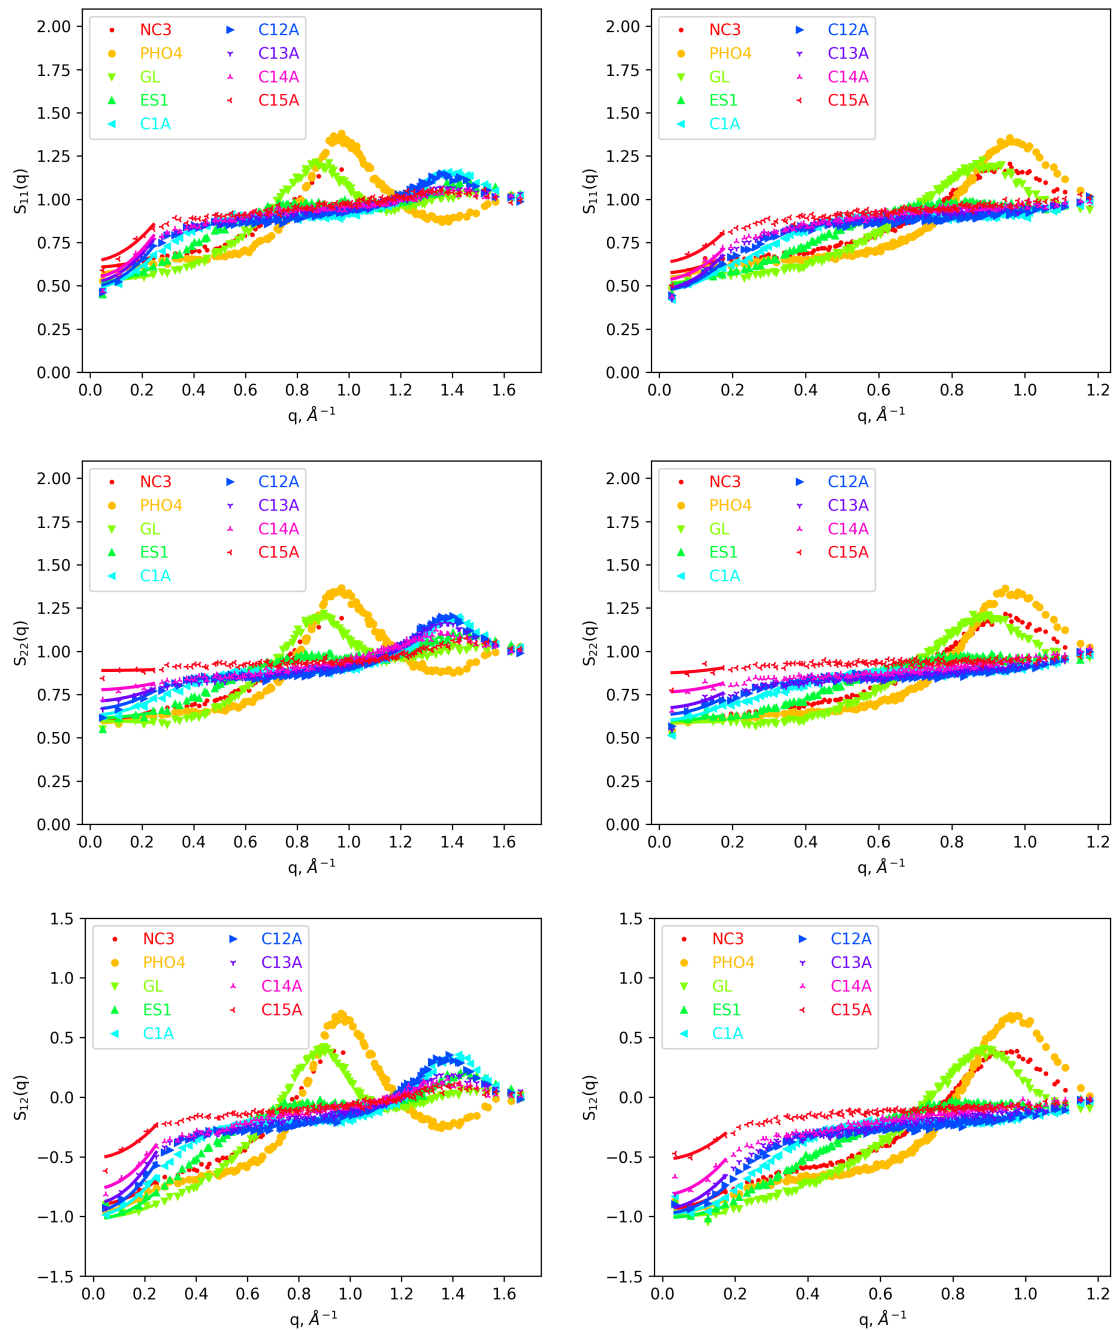 2.00
1.75
1.50
1.25
1.00
0.75
0.50
0.25
0.00
S11(q)
NC3
PHO4
GL
ES1
C1A
C12A
C13A
C14A
C15A
0.0 0.2 0.4 0.6 0.8 1.0 1.2 1.4 1.6
q, Å−1
2.00
1.75
1.50
1.25
1.00
0.75
0.50
0.25
0.00
S11(q)
NC3
PHO4
GL
ES1
C1A
C12A
C13A
C14A
C15A
0.0 0.2 0.4 0.6 0.8 1.0 1.2
q, Å−1
2.00
1.75
1.50
1.25
1.00
0.75
0.50
0.25
0.00
S22(q)
NC3
PHO4
GL
ES1
C1A
C12A
C13A
C14A
C15A
0.0 0.2 0.4 0.6 0.8 1.0 1.2 1.4 1.6
q, Å−1
2.00
1.75
1.50
1.25
1.00
0.75
0.50
0.25
0.00
S22(q)
NC3
PHO4
GL
ES1
C1A
C12A
C13A
C14A
C15A
0.0 0.2 0.4 0.6 0.8 1.0 1.2
q, Å−1
1.5
1.0
0.5
0.0
−0.5
−1.0
−1.5
S12(q)
NC3
PHO4
GL
ES1
C1A
C12A
C13A
C14A
C15A
0.0 0.2 0.4 0.6 0.8 1.0 1.2 1.4 1.6
q, Å−1
1.5
1.0
0.5
0.0
−0.5
−1.0
−1.5
S12(q)
NC3
PHO4
GL
ES1
C1A
C12A
C13A
C14A
C15A
0.0 0.2 0.4 0.6 0.8 1.0 1.2
q, Å−1